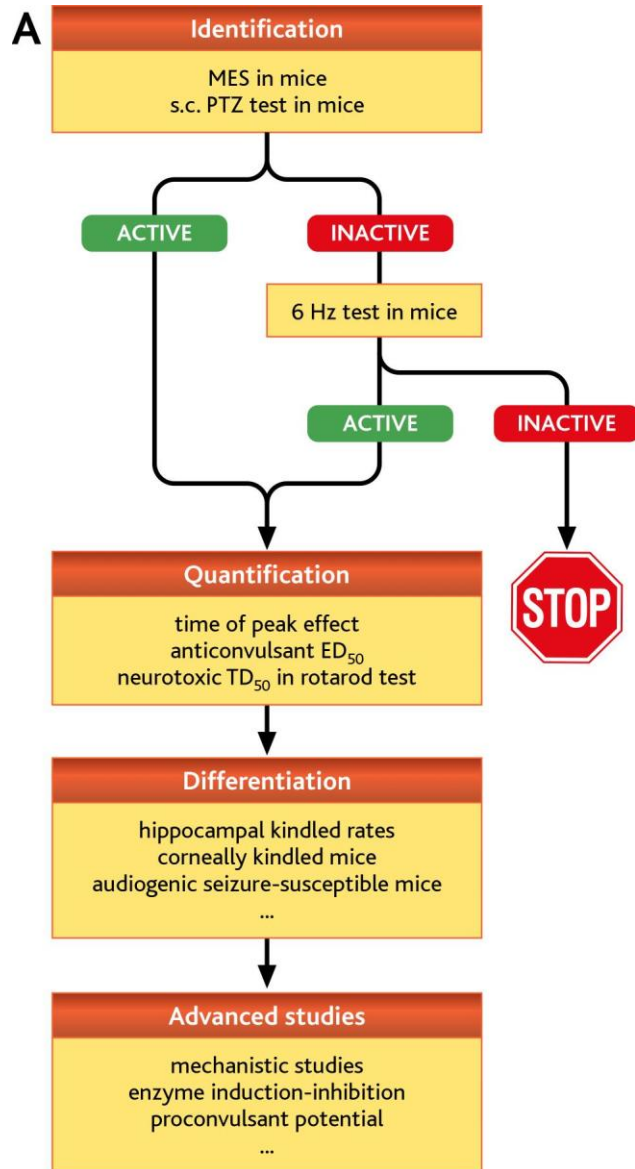 A
Identification
MES in mice
s.c. PTZ test in mice
ACTIVE
INACTIVE
6 Hz test in mice
ACTIVE
INACTIVE
Quantification
time of peak effect
anticonvulsant ED₅₀
neurotoxic TD₅₀ in rotarod test
STOP
Differentiation
hippocampal kindled rates
corneally kindled mice
audiogenic seizure-susceptible mice
...
Advanced studies
mechanistic studies
enzyme induction-inhibition
proconvulsant potential
...